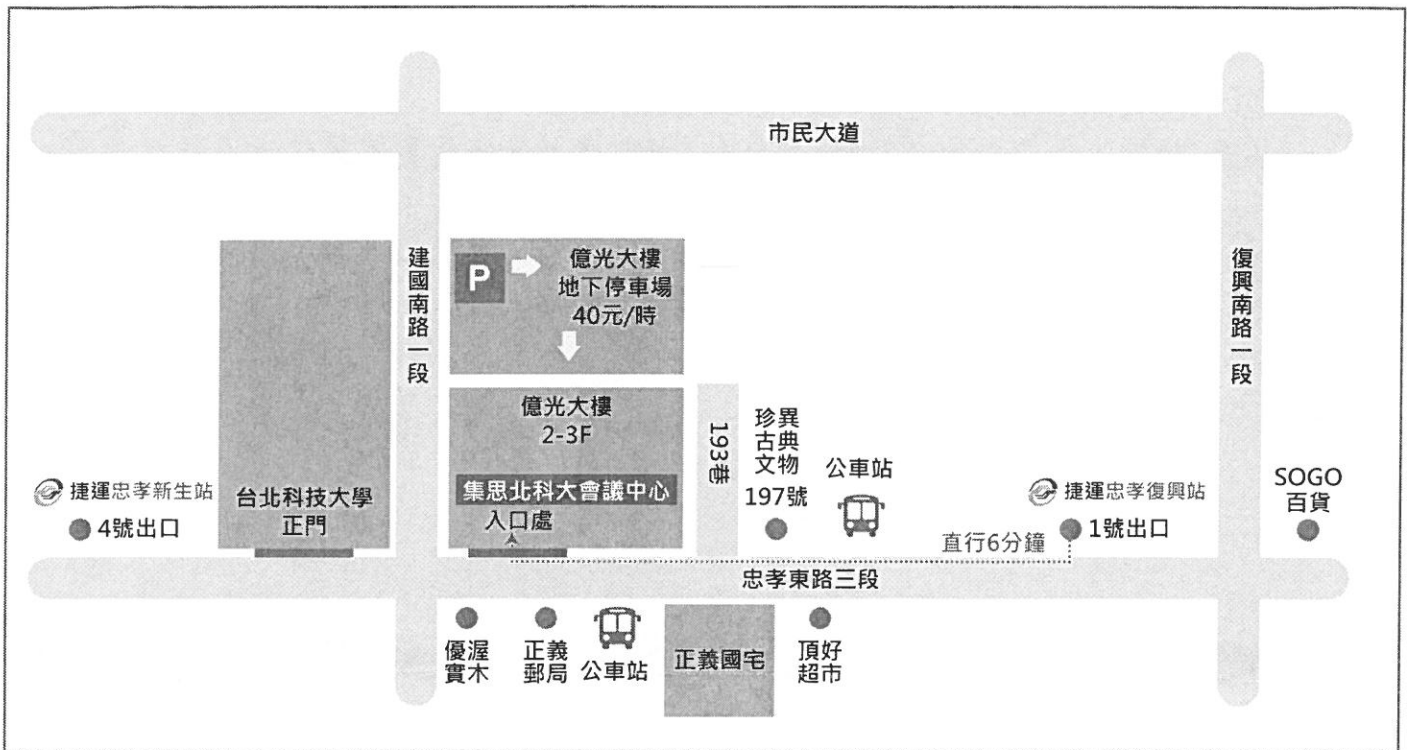 市民大道
建國南路一段
復興南路一段
P
億光大樓
地下停車場
40元/時
億光大樓
2-3F
集思北科大會議中心
入口處
193巷
珍異
古典
文物
197號
公車站
捷運忠孝新生站
4號出口
台北科技大學
正門
捷運忠孝復興站
1號出口
直行6分鐘
SOGO
百貨
忠孝東路三段
優渥
實木
正義
郵局
公車站
正義國宅
頂好
超市